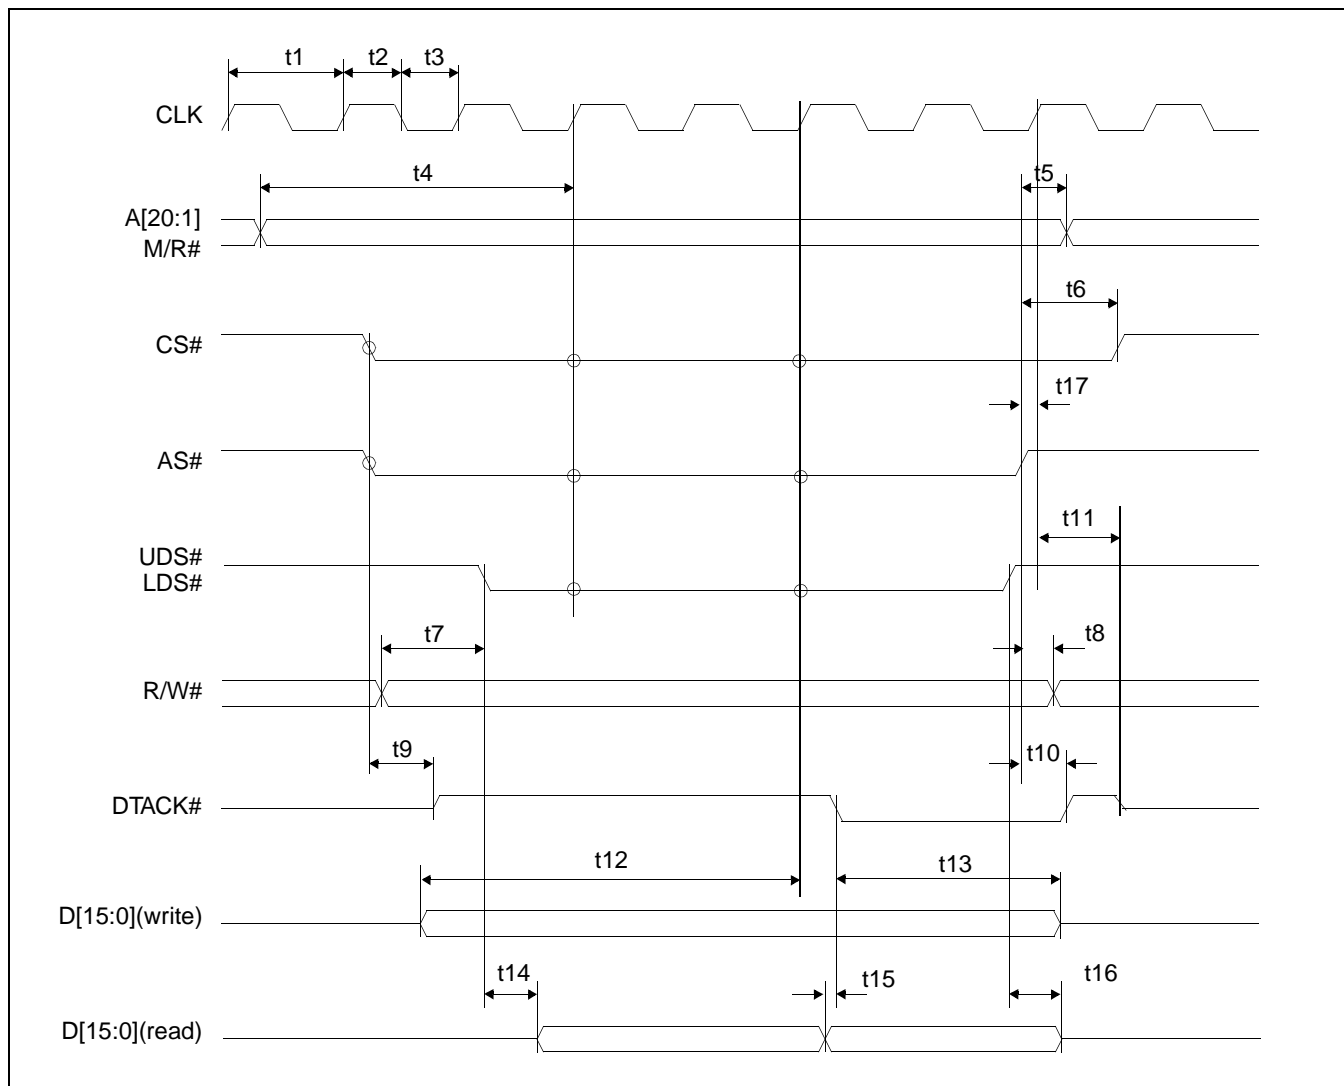 t1 t2 t3
CLK
t4 t5
A[20:1]
M/R#
t6
CS#
t17
AS#
t11
UDS#
LDS#
t7 t8
R/W#
t9 t10
DTACK#
t12 t13
D[15:0](write)
t14 t15 t16
D[15:0](read)